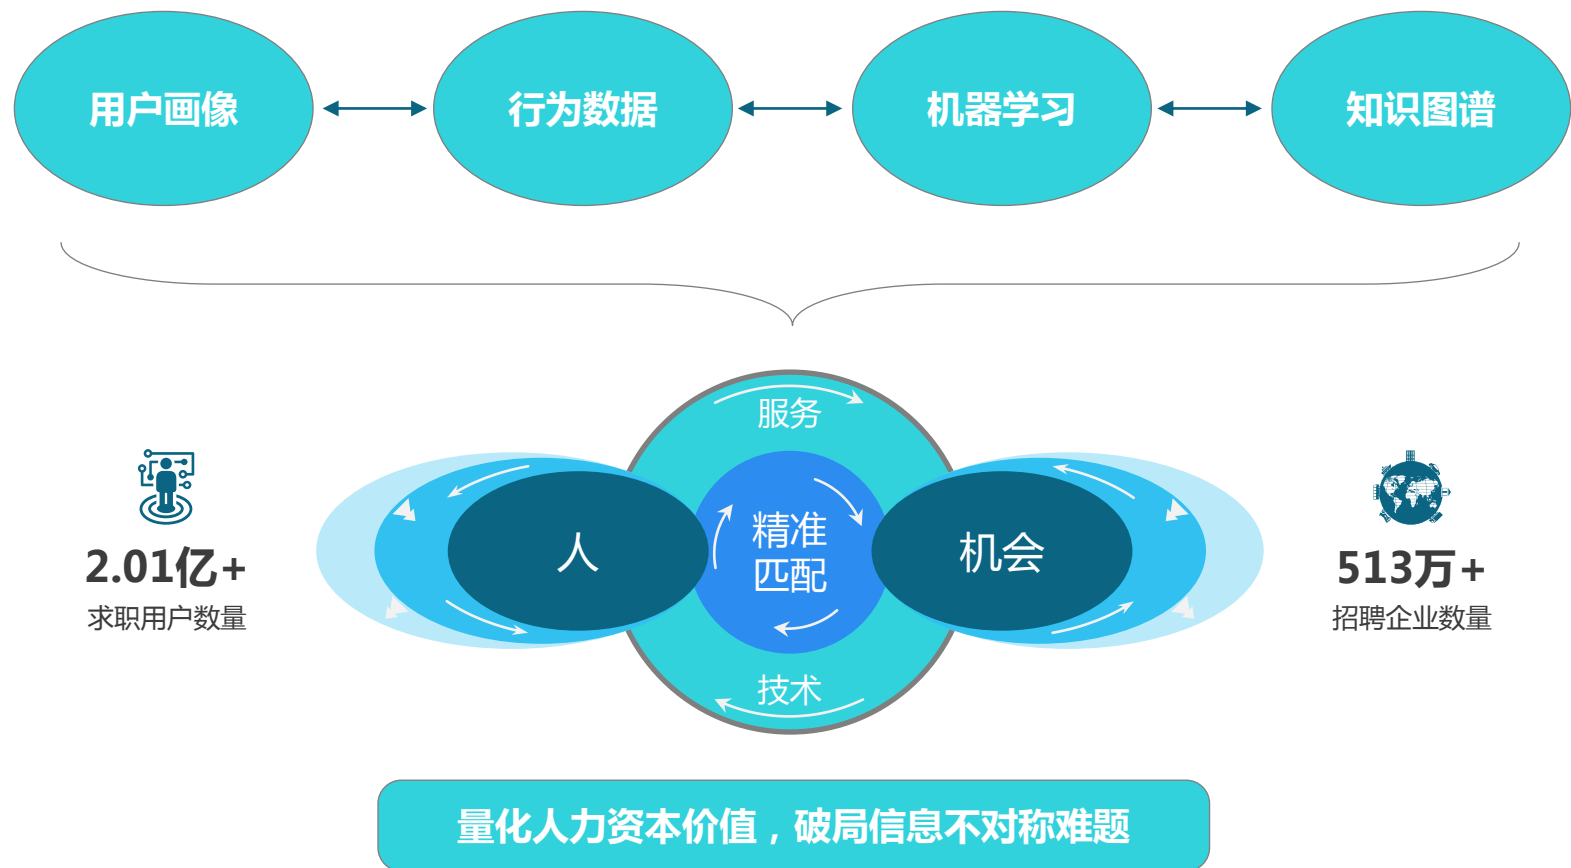 用户画像
行为数据
机器学习
知识图谱
服务
人
精准
匹配
机会
技术
2.01亿+
求职用户数量
513万+
招聘企业数量
量化人力资本价值，破局信息不对称难题